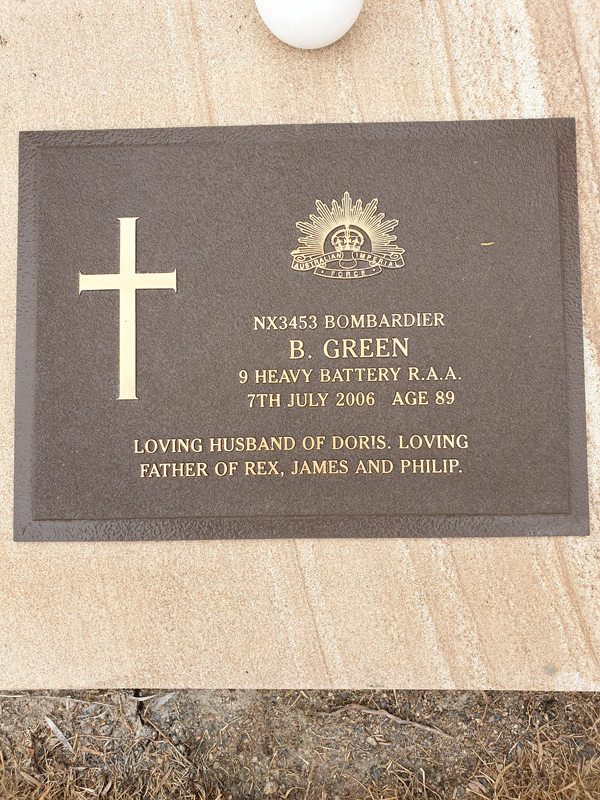 AUSTRALIAN IMPERIAL
FORCE
NX3453 BOMBARDIER
B. GREEN
9 HEAVY BATTERY R.A.A.
7TH JULY 2006 AGE 89
LOVING HUSBAND OF DORIS. LOVING
FATHER OF REX, JAMES AND PHILIP.